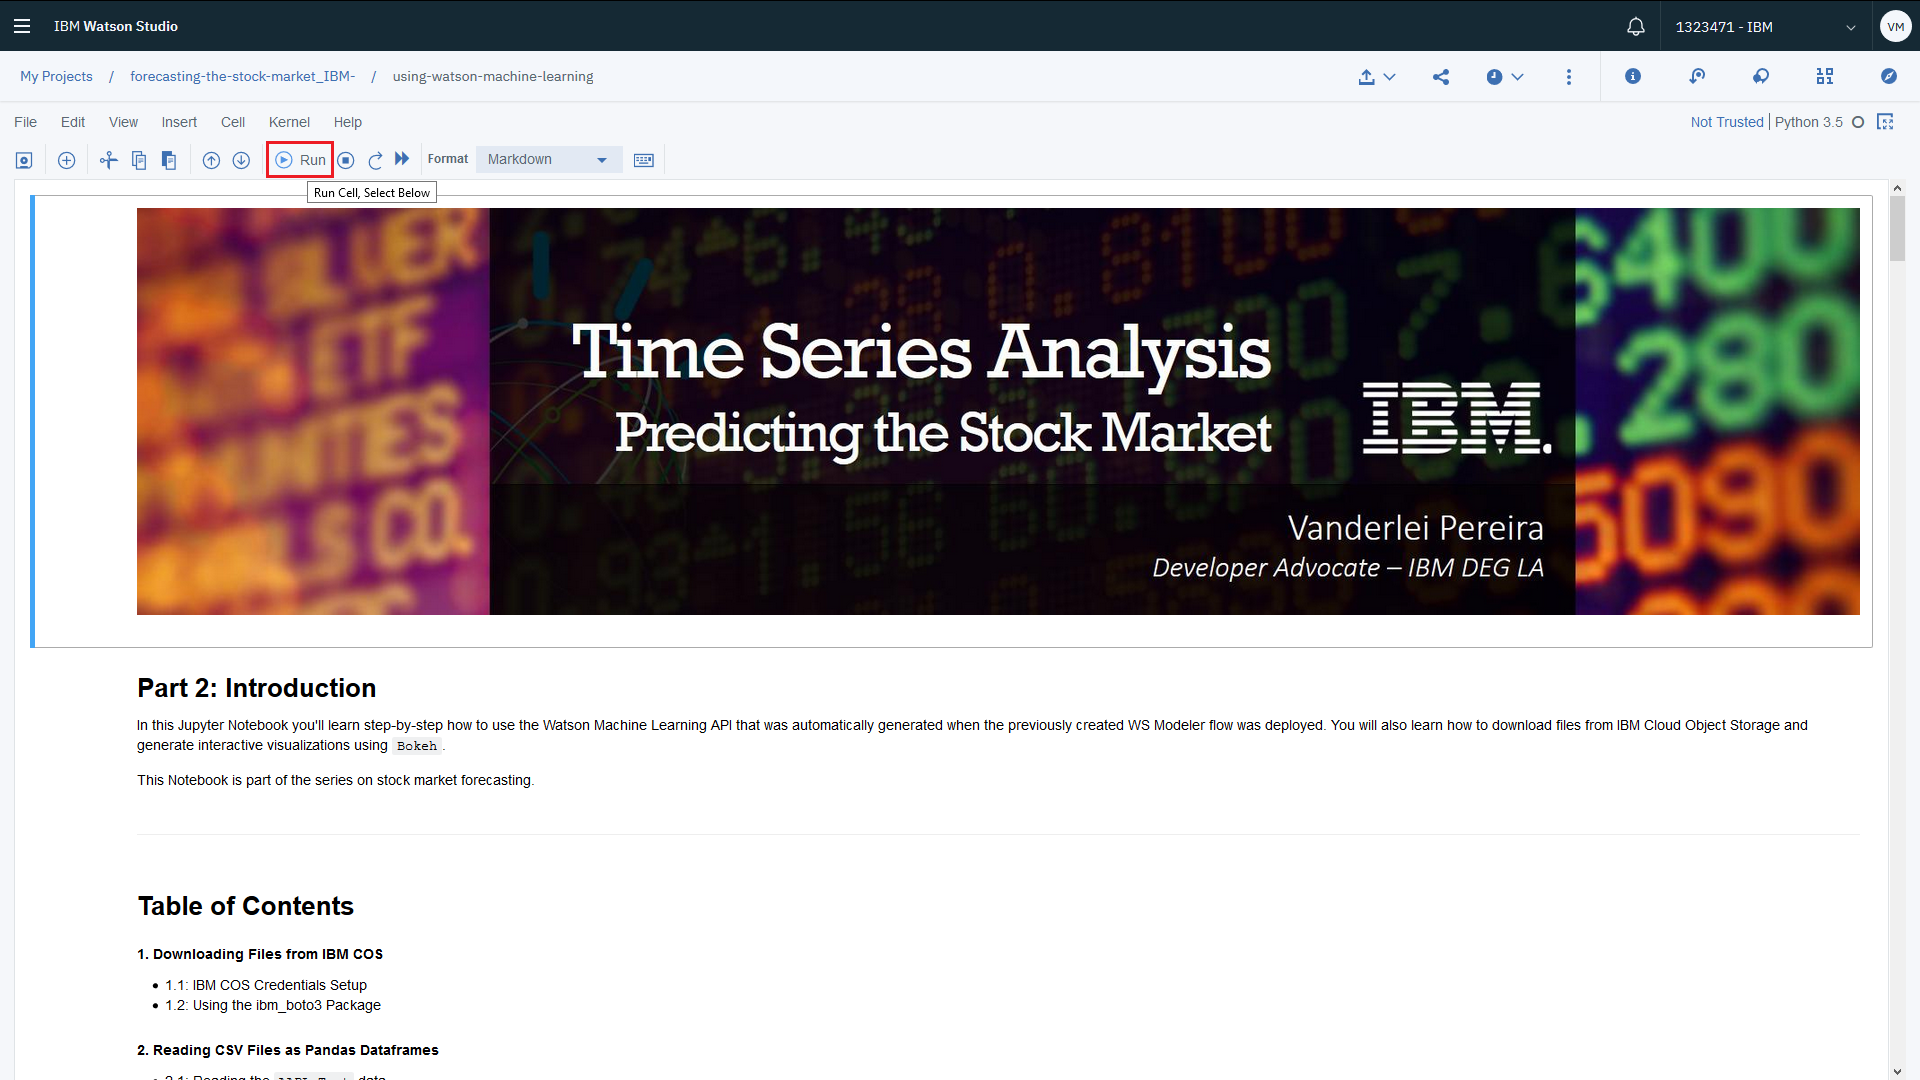 IBM Watson Studio
1323471 - IBM
VM
My Projects / forecasting-the-stock-market_IBM- / using-watson-machine-learning
File Edit View Insert Cell Kernel Help
Not Trusted Python 3.5
Run
Format
Markdown
Run Cell, Select Below
SILVER
ETF
S CO.
6400
.280
5090
Time Series Analysis
Predicting the Stock Market
IBM.
Vanderlei Pereira
Developer Advocate – IBM DEG LA
Part 2: Introduction
In this Jupyter Notebook you'll learn step-by-step how to use the Watson Machine Learning API that was automatically generated when the previously created WS Modeler flow was deployed. You will also learn how to download files from IBM Cloud Object Storage and
generate interactive visualizations using Bokeh.
This Notebook is part of the series on stock market forecasting.
Table of Contents
1. Downloading Files from IBM COS
1.1: IBM COS Credentials Setup
1.2: Using the ibm_boto3 Package
2. Reading CSV Files as Pandas Dataframes
2.1: Reading the data